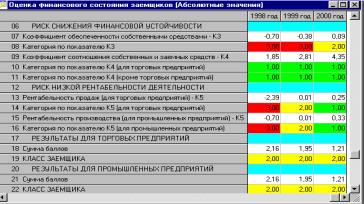 Оценка финансового состояния заемщиков (Абсолютные значения)
1998 год 1999 год 2000 год
06 РИСК СНИЖЕНИЯ ФИНАНСОВОЙ УСТОЙЧИВОСТИ
07 Коэффициент обеспеченности собственными средствами - К3 -0,70 -0,38 0,09
08 Категория по показателю К3 3,00 3,00 2,00
09 Коэффициент соотношения собственных и заемных средств - К4 1,85 2,81 4,35
10 Категория по показателю К4 (для торговых предприятий) 1,00 1,00 1,00
11 Категория по показателю К4 (кроме торговых предприятий) 1,00 1,00 1,00
12 РИСК НИЗКОЙ РЕНТАБЕЛЬНОСТИ ДЕЯТЕЛЬНОСТИ
13 Рентабельность продаж (для торговых предприятий) - К5 -2,39 0,01 0,25
14 Категория по показателю К5 (для торговых предприятий) 3,00 2,00 1,00
15 Рентабельность производства (для промышленных предприятий) - К5 -0,70 0,01 0,33
16 Категория по показателю К5 (для промышленных предприятий) 3,00 2,00 1,00
17 РЕЗУЛЬТАТЫ ДЛЯ ТОРГОВЫХ ПРЕДПРИЯТИЙ
18 Сумма баллов 2,16 1,95 1,21
19 КЛАСС ЗАЕМЩИКА 2,00 2,00 2,00
20 РЕЗУЛЬТАТЫ ДЛЯ ПРОМЫШЛЕННЫХ ПРЕДПРИЯТИЙ
21 Сумма баллов 2,16 1,95 1,21
22 КЛАСС ЗАЕМЩИКА 2,00 2,00 2,00